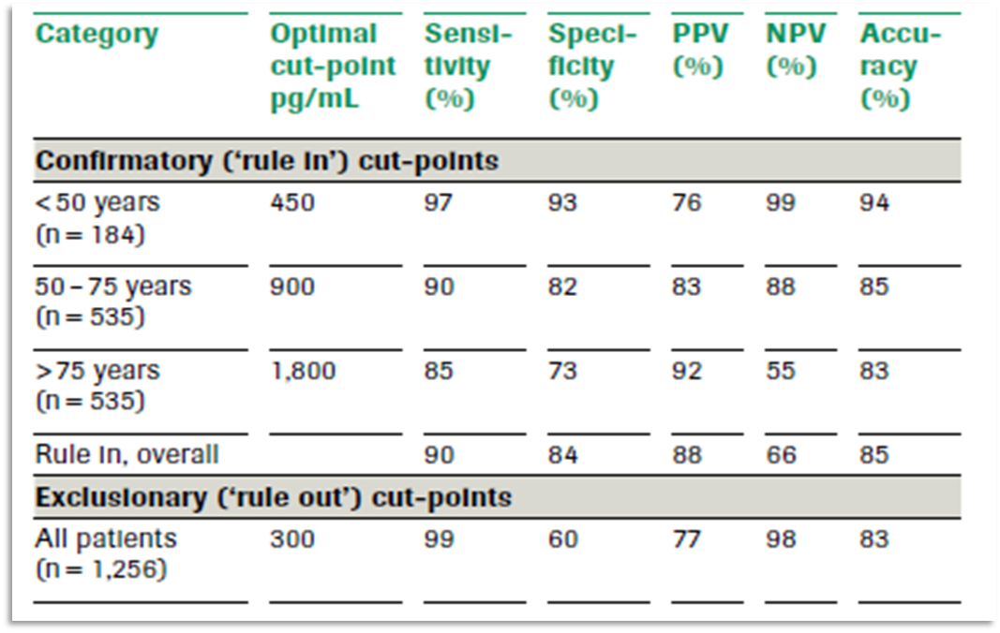 Category Optimal cut-point pg/mL Sensi-tivity (%) Speci-ficity (%) PPV (%) NPV (%) Accu-racy (%)
Confirmatory (‘rule in’) cut-points
< 50 years 450 97 93 76 99 94
(n = 184)
50 – 75 years 900 90 82 83 88 85
(n = 535)
> 75 years 1,800 85 73 92 55 83
(n = 535)
Rule in, overall 90 84 88 66 85
Exclusionary (‘rule out’) cut-points
All patients 300 99 60 77 98 83
(n = 1,256)